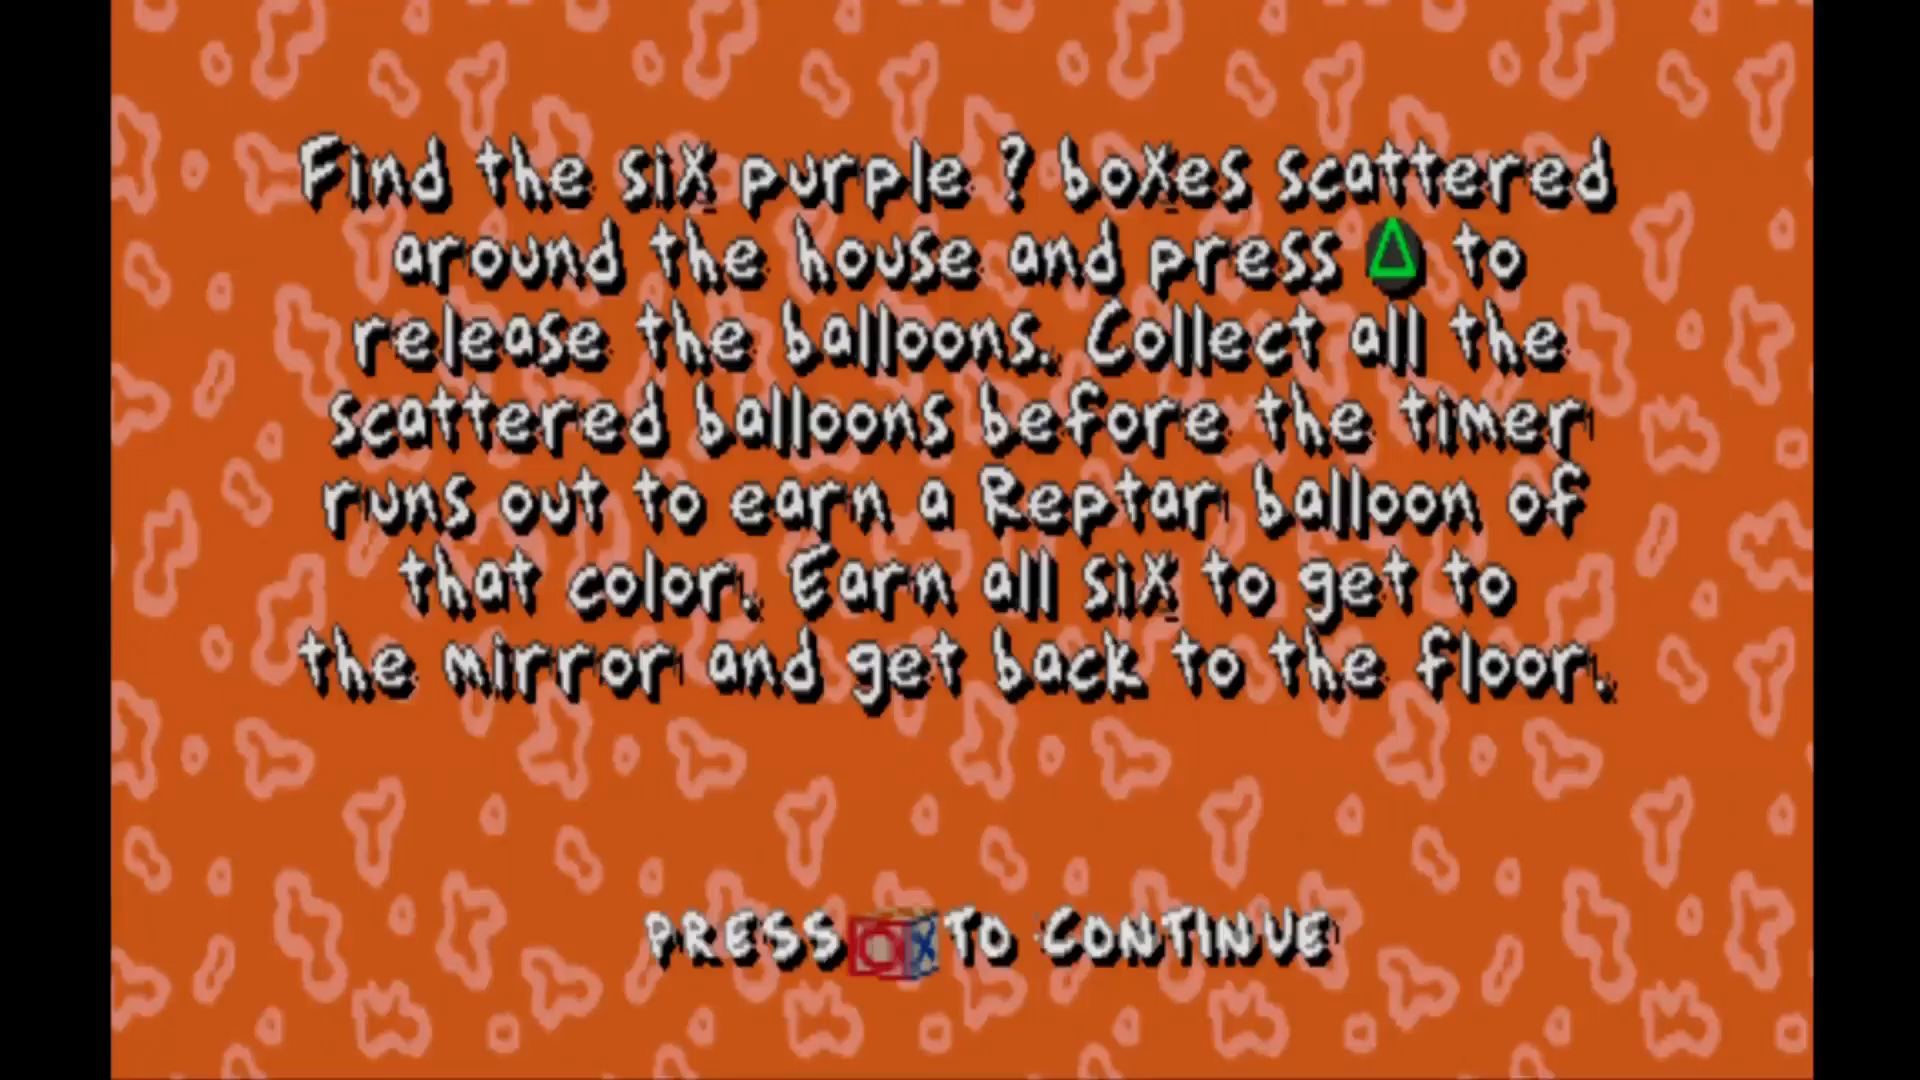 Find the six purple ? boxes scattered
around the house and press △ to
release the balloons. Collect all the
scattered balloons before the timer
runs out to earn a Reptar balloon of
that color. Earn all six to get to
the mirror and get back to the floor.
PRESS X TO CONTINUE